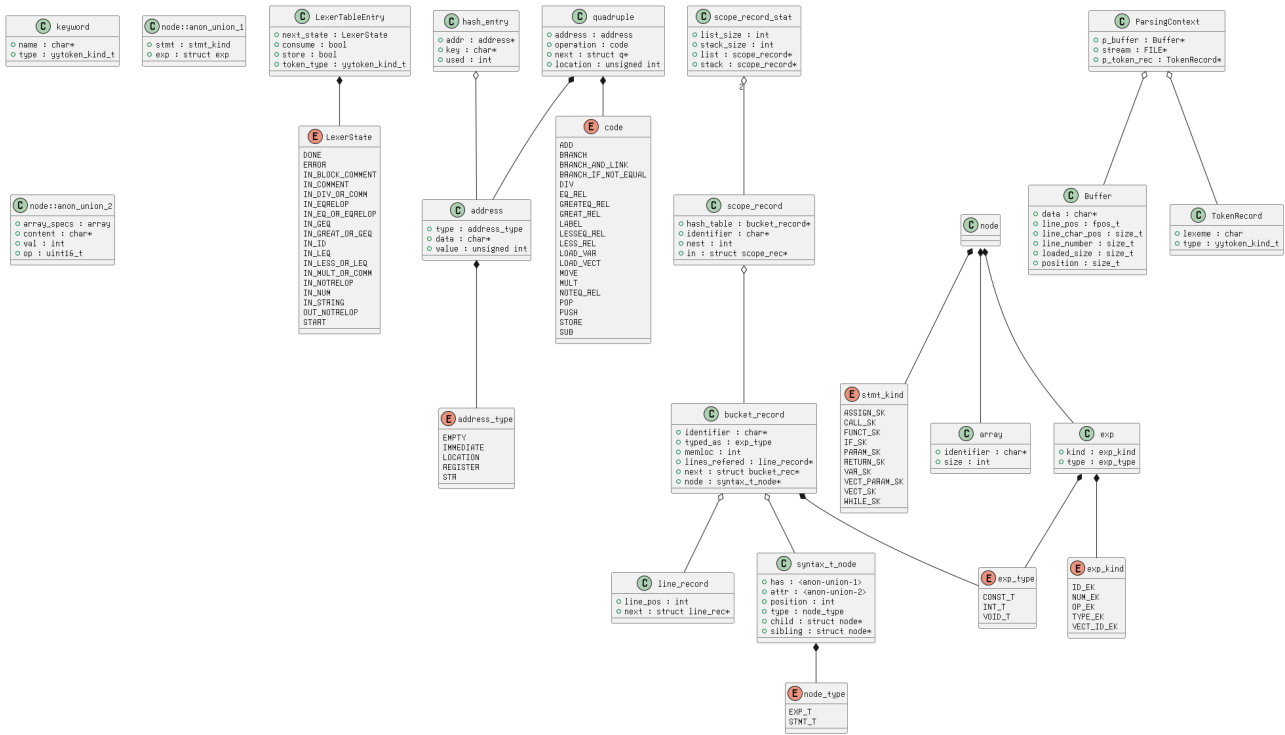 C keyword
name : char*
type : yytoken_kind_t
C node::anon_union_1
stmt : stmt_kind
exp : struct exp
C LexerTableEntry
next_state : LexerState
consume : bool
store : bool
token_type : yytoken_kind_t
C hash_entry
addr : address*
key : char*
used : int
C quadruple
address : address
operation : code
next : struct q*
location : unsigned int
C scope_record_stat
list_size : int
stack_size : int
list : scope_record*
stack : scope_record*
2
C ParsingContext
p_buffer : Buffer*
stream : FILE*
p_token_rec : TokenRecord*
E LexerState
DONE
ERROR
IN_BLOCK_COMMENT
IN_COMMENT
IN_DIV_OR_COMM
IN_EQRELOP
IN_EQ_OR_EQRELOP
IN_GEQ
IN_GREAT_OR_GEQ
IN_ID
IN_LEQ
IN_LESS_OR_LEQ
IN_MULT_OR_COMM
IN_NOTRELOP
IN_NUM
IN_STRING
OUT_NOTRELOP
START
E code
ADD
BRANCH
BRANCH_AND_LINK
BRANCH_IF_NOT_EQUAL
DIV
EQ_REL
GREATEQ_REL
GREAT_REL
LABEL
LESSEQ_REL
LESS_REL
LOAD_VAR
LOAD_VECT
MOVE
MULT
NOTEQ_REL
POP
PUSH
STORE
SUB
C node::anon_union_2
array_specs : array
content : char*
val : int
op : uint16_t
C address
type : address_type
data : char*
value : unsigned int
C scope_record
hash_table : bucket_record*
identifier : char*
nest : int
in : struct scope_rec*
C node
C Buffer
data : char*
line_pos : fpos_t
line_char_pos : size_t
line_number : size_t
loaded_size : size_t
position : size_t
C TokenRecord
lexeme : char
type : yytoken_kind_t
E address_type
EMPTY
IMMEDIATE
LOCATION
REGISTER
STR
C bucket_record
identifier : char*
typed_as : exp_type
memloc : int
lines_refered : line_record*
next : struct bucket_rec*
node : syntax_t_node*
E stmt_kind
ASSIGN_SK
CALL_SK
FUNCT_SK
IF_SK
PARAM_SK
RETURN_SK
VAR_SK
VECT_PARAM_SK
VECT_SK
WHILE_SK
C array
identifier : char*
size : int
C exp
kind : exp_kind
type : exp_type
C line_record
line_pos : int
next : struct line_rec*
C syntax_t_node
has : <anon-union-1>
attr : <anon-union-2>
position : int
type : node_type
child : struct node*
sibling : struct node*
E exp_type
CONST_T
INT_T
VOID_T
E exp_kind
ID_EK
NUM_EK
OP_EK
TYPE_EK
VECT_ID_EK
E node_type
EXP_T
STMT_T